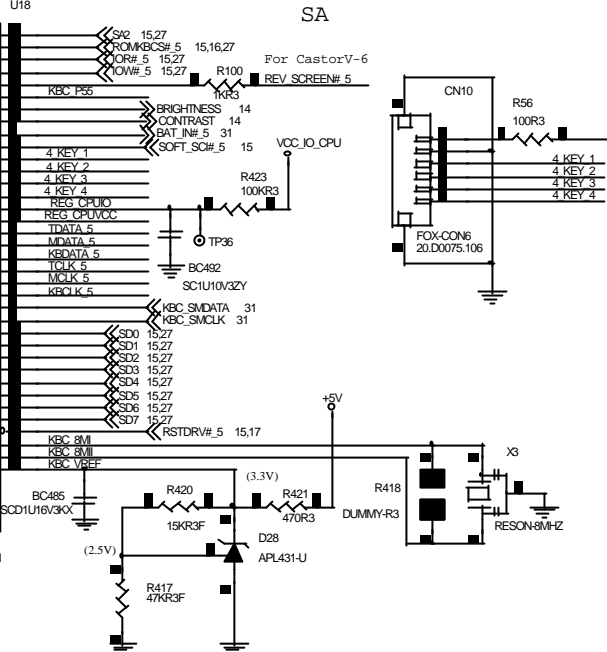 SA
U18
SA2 15,27
ROMKBCS#_5 15,16,27
IOR#_5 15,27
IOW#_5 15,27
For CastorV-6
R100
REV_SCREEN#_5
KBC_P55
1KR3
BRIGHTNESS 14
CONTRAST 14
BAT_IN#_5 31
SOFT_SCI#_5 15
4_KEY_1
4_KEY_2
4_KEY_3
4_KEY_4
REG_CPUIO
REG_CPUVCC
TDATA_5
MDATA_5
KBDATA_5
TCLK_5
MCLK_5
KBCLK_5
VCC_IO_CPU
R423
100KR3
TP36
BC492
SC1U10V3ZY
KBC_SMDATA 31
KBC_SMCLK 31
SD0 15,27
SD1 15,27
SD2 15,27
SD3 15,27
SD4 15,27
SD5 15,27
SD6 15,27
SD7 15,27
RSTDRV#_5 15,17
KBC_8MI
KBC_8MII
KBC_VREF
CN10
R56
100R3
4_KEY_1
4_KEY_2
4_KEY_3
4_KEY_4
FOX-CON6
20.D0075.106
+5V
BC485
SCD1U16V3KX
R420
15KR3F
(3.3V)
R421
470R3
(2.5V)
D28
APL431-U
R417
47KR3F
R418
DUMMY-R3
X3
RESON-8MHZ